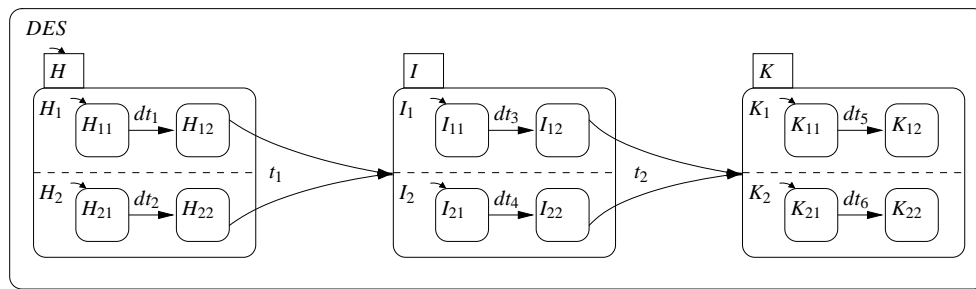 DES
H I K
H₁ H₁₁ dt₁ H₁₂ I₁ I₁₁ dt₃ I₁₂ K₁ K₁₁ dt₅ K₁₂
t₁ t₂
H₂ H₂₁ dt₂ H₂₂ I₂ I₂₁ dt₄ I₂₂ K₂ K₂₁ dt₆ K₂₂